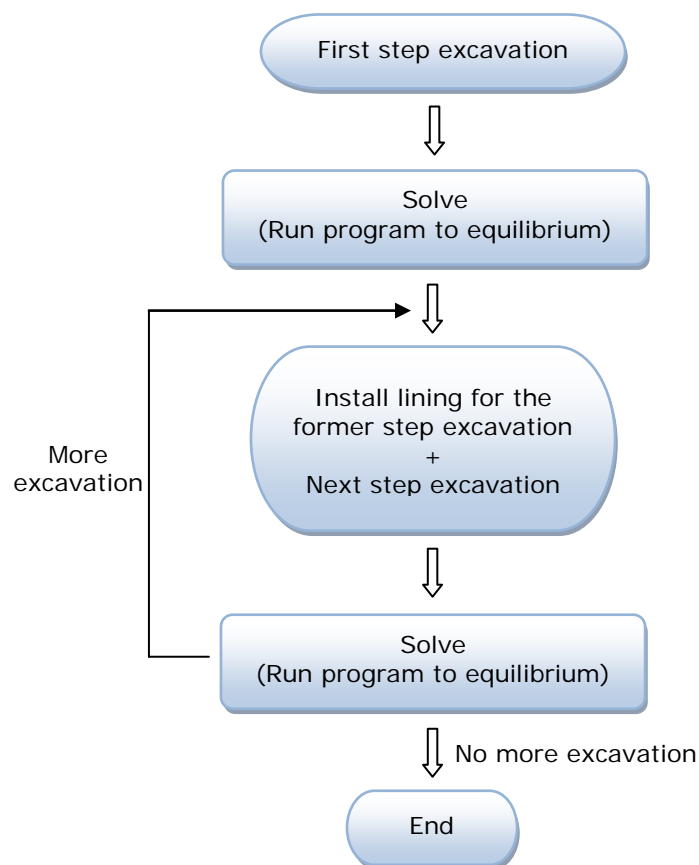 First step excavation
Solve
(Run program to equilibrium)
Install lining for the
former step excavation
+
Next step excavation
More
excavation
Solve
(Run program to equilibrium)
No more excavation
End